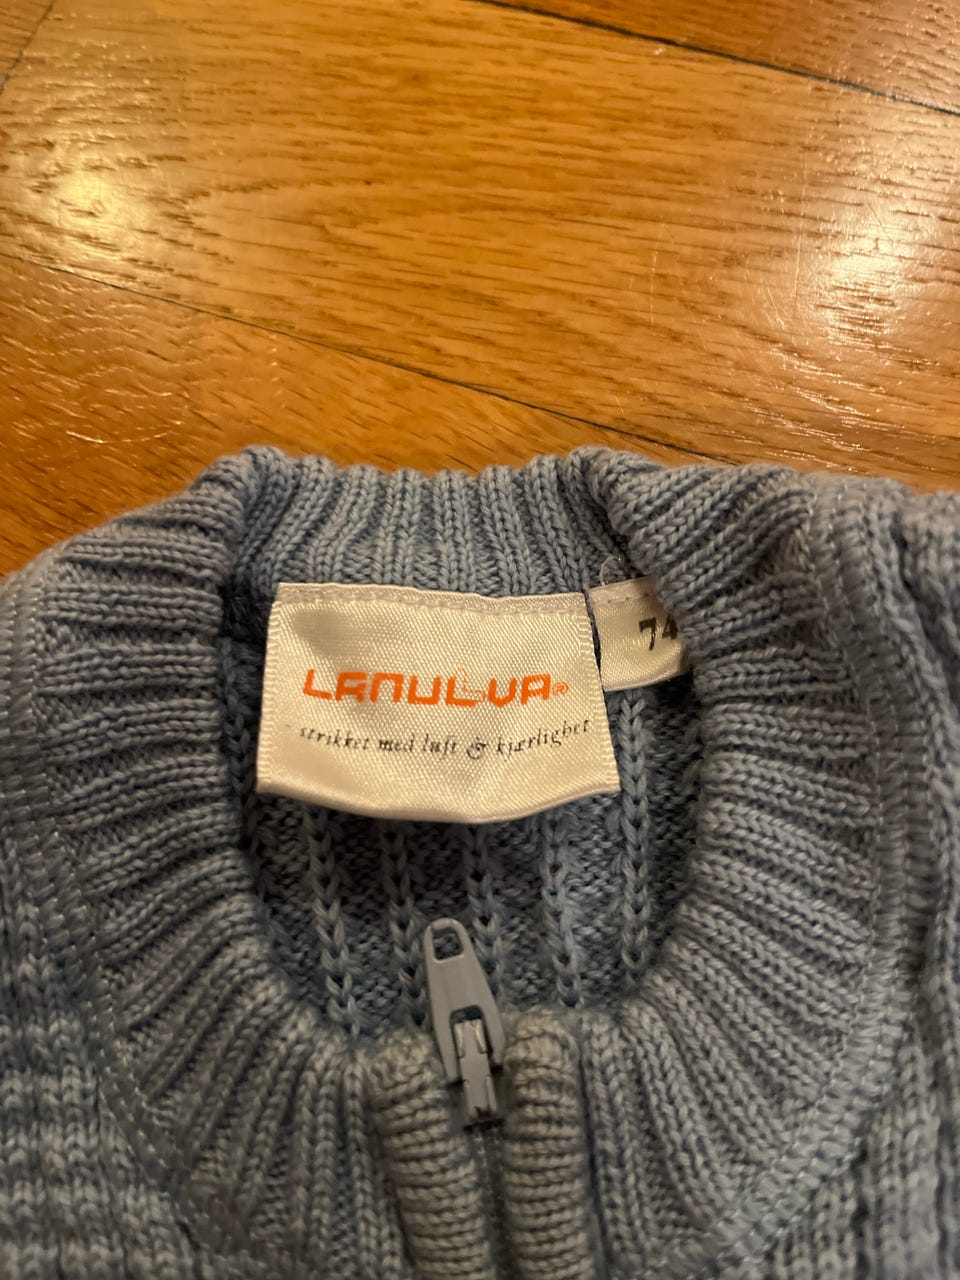 LANULLVA®
- strikket med luft & kjærlighet
74